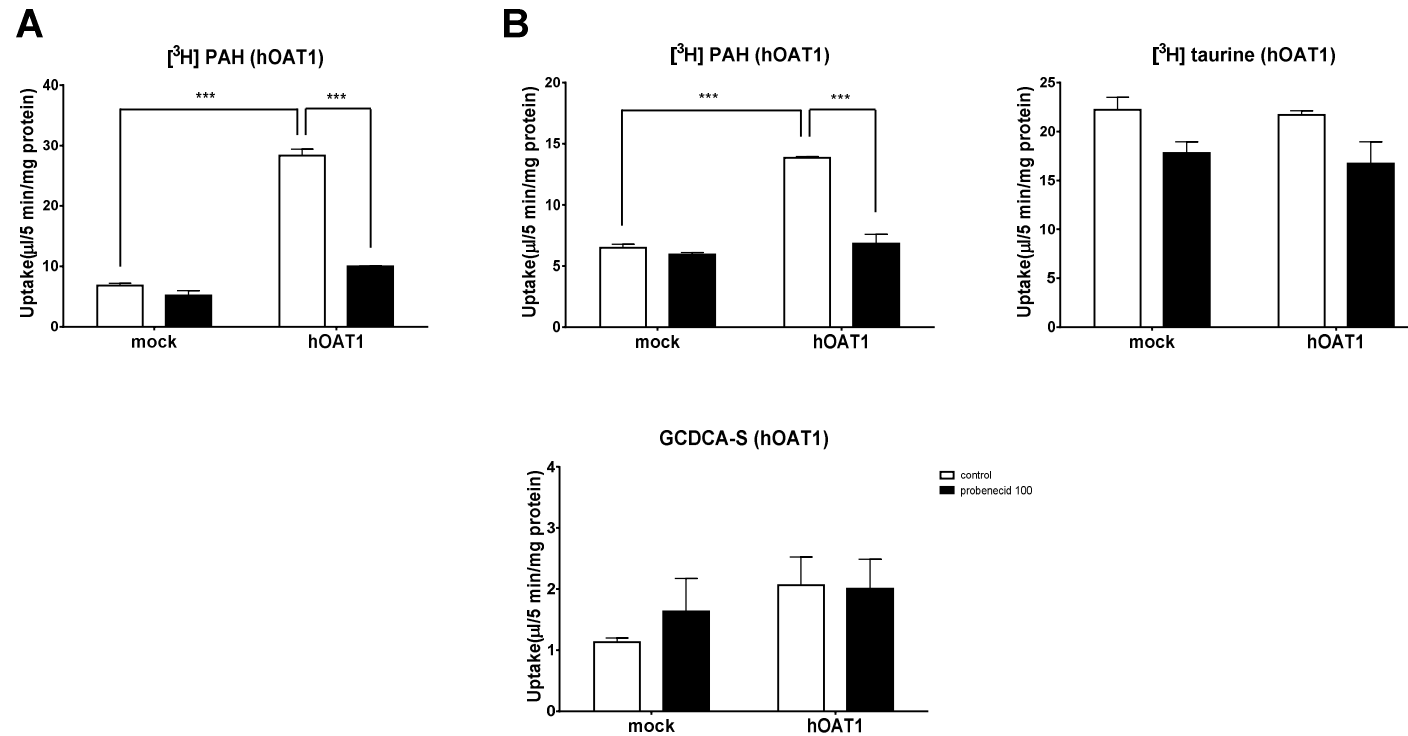 A
B
[³H] PAH (hOAT1)
Uptake(µl/5 min/mg protein)
40
30
20
10
0
***
***
mock
hOAT1
[³H] PAH (hOAT1)
Uptake(µl/5 min/mg protein)
20
15
10
5
0
***
***
mock
hOAT1
[³H] taurine (hOAT1)
Uptake(µl/5 min/mg protein)
25
20
15
10
5
0
mock
hOAT1
GCDCA-S (hOAT1)
Uptake(µl/5 min/mg protein)
4
3
2
1
0
mock
hOAT1
control
probenecid 100